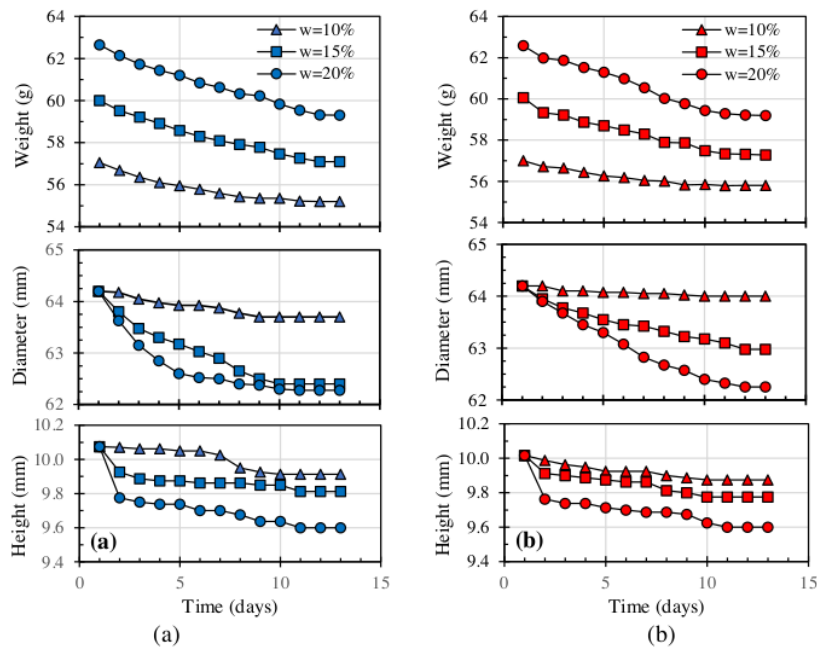 64
62
60
58
56
54
Weight (g)
w=10%
w=15%
w=20%
65
64
63
62
Diameter (mm)
10.2
10.0
9.8
9.6
9.4
Height (mm)
(a)
0
5
10
15
Time (days)
(a)
64
62
60
58
56
54
Weight (g)
w=10%
w=15%
w=20%
65
64
63
62
Diameter (mm)
10.2
10.0
9.8
9.6
9.4
Height (mm)
(b)
0
5
10
15
Time (days)
(b)